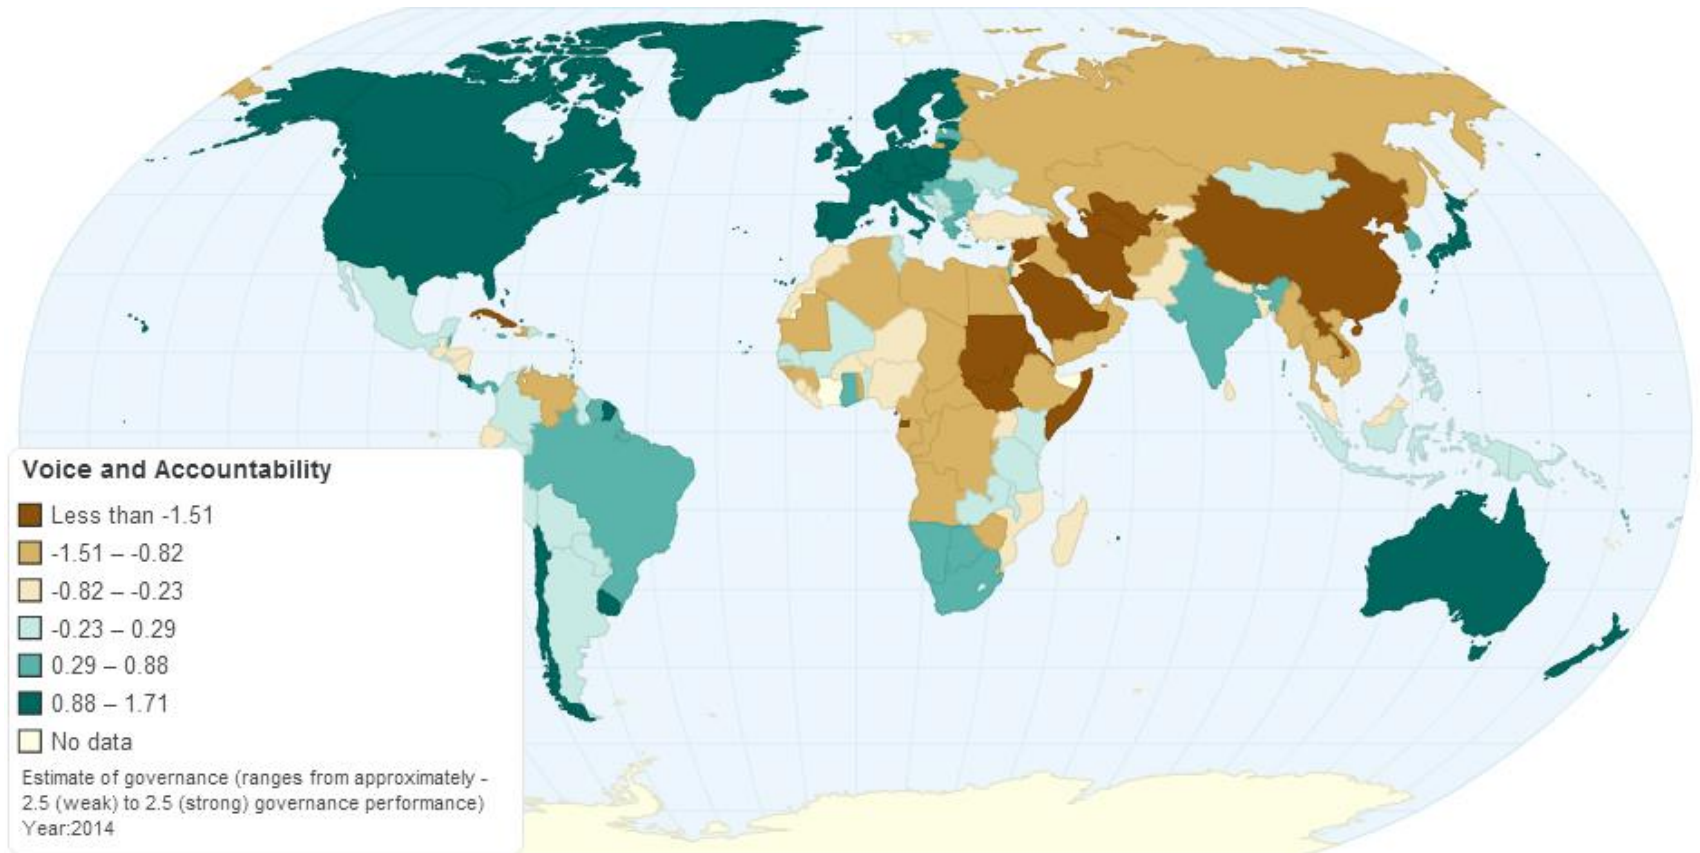 Voice and Accountability
Less than -1.51
-1.51 – -0.82
-0.82 – -0.23
-0.23 – 0.29
0.29 – 0.88
0.88 – 1.71
No data
Estimate of governance (ranges from approximately -
2.5 (weak) to 2.5 (strong) governance performance)
Year:2014